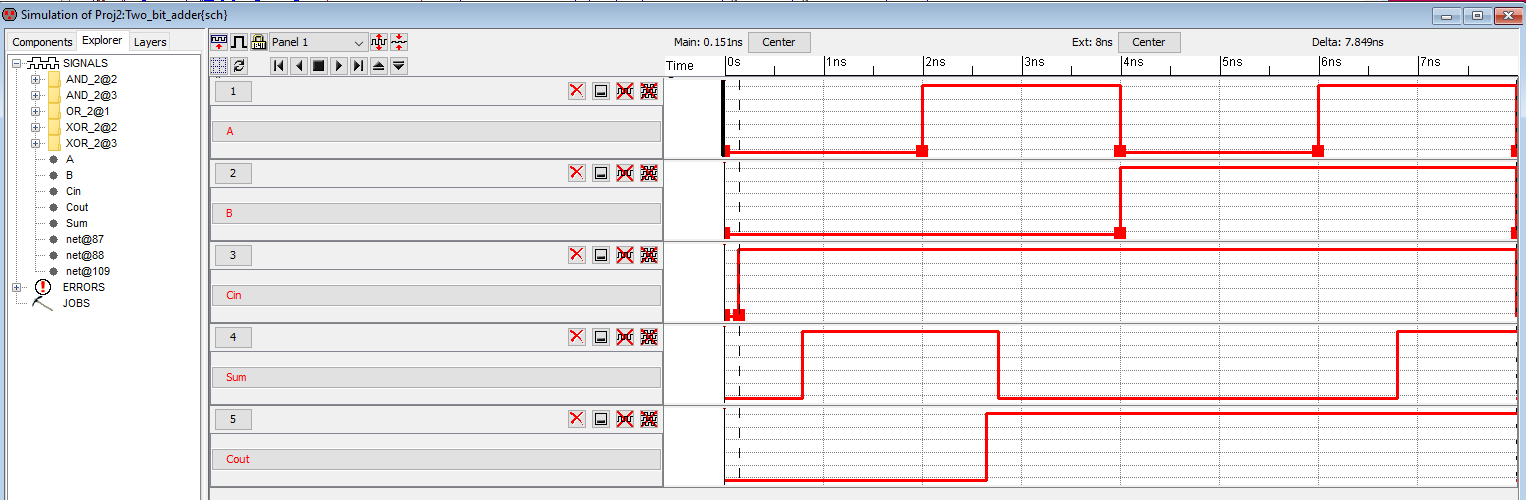 Simulation of Proj2:Two_bit_adder{sch}
Components Explorer Layers
SIGNALS
AND_2@2
AND_2@3
OR_2@1
XOR_2@2
XOR_2@3
A
B
Cin
Cout
Sum
net@87
net@88
net@109
ERRORS
JOBS
Panel 1
Main: 0.151ns Center Ext: 8ns Center Delta: 7.849ns
Time 0s 1ns 2ns 3ns 4ns 5ns 6ns 7ns
1
A
2
B
3
Cin
4
Sum
5
Cout